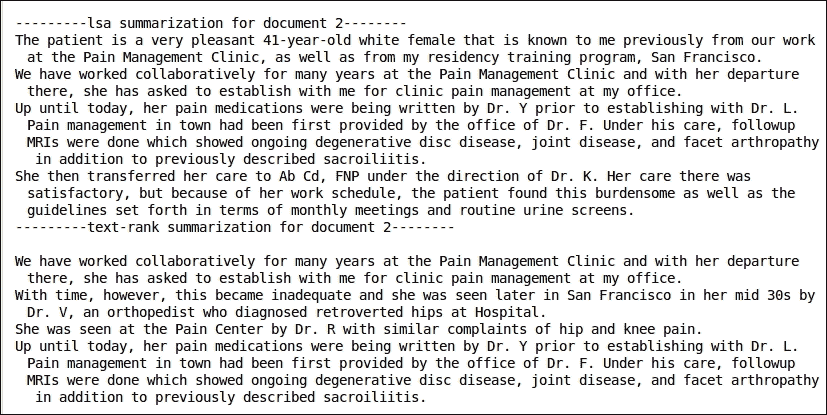 ---------lsa summarization for document 2--------
The patient is a very pleasant 41-year-old white female that is known to me previously from our work
at the Pain Management Clinic, as well as from my residency training program, San Francisco.
We have worked collaboratively for many years at the Pain Management Clinic and with her departure
there, she has asked to establish with me for clinic pain management at my office.
Up until today, her pain medications were being written by Dr. Y prior to establishing with Dr. L.
Pain management in town had been first provided by the office of Dr. F. Under his care, followup
MRIs were done which showed ongoing degenerative disc disease, joint disease, and facet arthropathy
in addition to previously described sacroiliitis.
She then transferred her care to Ab Cd, FNP under the direction of Dr. K. Her care there was
satisfactory, but because of her work schedule, the patient found this burdensome as well as the
guidelines set forth in terms of monthly meetings and routine urine screens.
---------text-rank summarization for document 2--------
We have worked collaboratively for many years at the Pain Management Clinic and with her departure
there, she has asked to establish with me for clinic pain management at my office.
With time, however, this became inadequate and she was seen later in San Francisco in her mid 30s by
Dr. V, an orthopedist who diagnosed retroverted hips at Hospital.
She was seen at the Pain Center by Dr. R with similar complaints of hip and knee pain.
Up until today, her pain medications were being written by Dr. Y prior to establishing with Dr. L.
Pain management in town had been first provided by the office of Dr. F. Under his care, followup
MRIs were done which showed ongoing degenerative disc disease, joint disease, and facet arthropathy
in addition to previously described sacroiliitis.